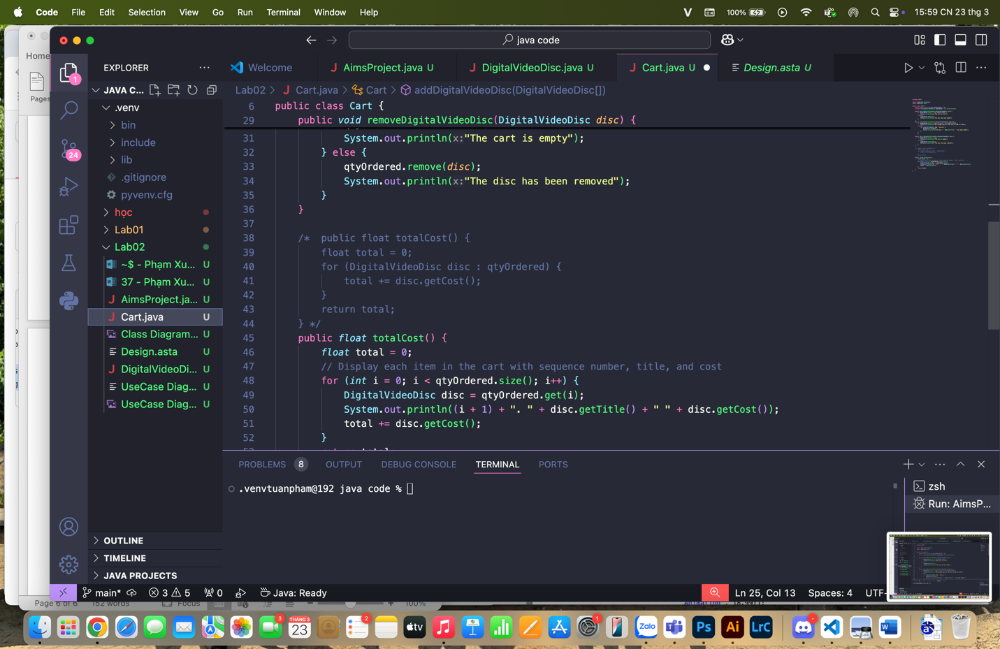 Code File Edit Selection View Go Run Terminal Window Help
100% 15:59 CN 23 thg 3
Home
Pages
java code
EXPLORER
Welcome
AimsProject.java U
DigitalVideoDisc.java U
Cart.java U
Design.asta U
JAVA C...
.venv
bin
include
lib
.gitignore
pyvenv.cfg
học
Lab01
Lab02
~$ - Phạm Xu... U
37 - Phạm Xu... U
AimsProject.ja... U
Cart.java U
Class Diagram... U
Design.asta U
DigitalVideoDi... U
UseCase Diag... U
UseCase Diag... U
OUTLINE
TIMELINE
JAVA PROJECTS
1
24
Lab02 > Cart.java > Cart > addDigitalVideoDisc(DigitalVideoDisc[])
6 public class Cart {
29 public void removeDigitalVideoDisc(DigitalVideoDisc disc) {
31 System.out.println(x:"The cart is empty");
32 } else {
33 qtyOrdered.remove(disc);
34 System.out.println(x:"The disc has been removed");
35 }
36 }
37
38 /* public float totalCost() {
39 float total = 0;
40 for (DigitalVideoDisc disc : qtyOrdered) {
41 total += disc.getCost();
42 }
43 return total;
44 } */
45 public float totalCost() {
46 float total = 0;
47 // Display each item in the cart with sequence number, title, and cost
48 for (int i = 0; i < qtyOrdered.size(); i++) {
49 DigitalVideoDisc disc = qtyOrdered.get(i);
50 System.out.println((i + 1) + ". " + disc.getTitle() + " " + disc.getCost());
51 total += disc.getCost();
52 }
PROBLEMS 8 OUTPUT DEBUG CONSOLE TERMINAL PORTS
.venvtuanpham@192 java code %
zsh
Run: AimsP...
main* 3 5 0 Java: Ready
Ln 25, Col 13 Spaces: 4 UTF-
Page 6 of 6 152 words Focus 100%
3
THÁNG 3
23
2
tv
1
Zalo
Ps
Ai
LrC
W